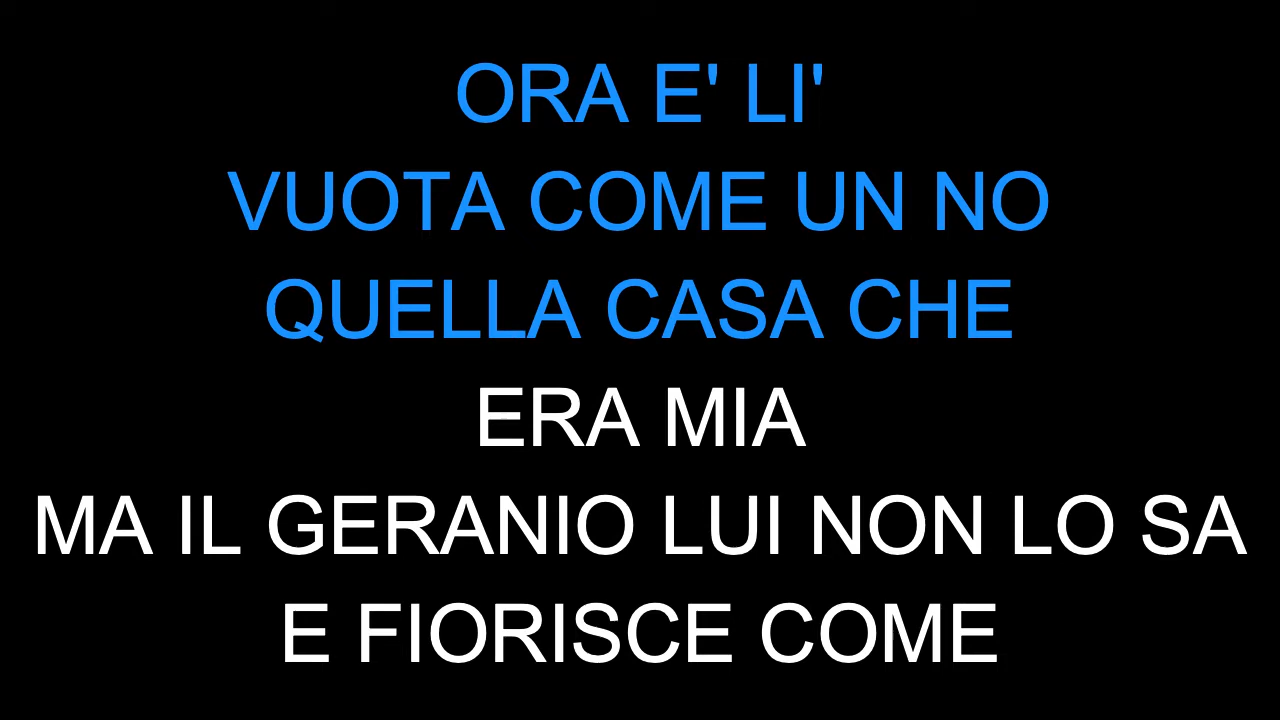 ORA E' LI'
VUOTA COME UN NO
QUELLA CASA CHE
ERA MIA
MA IL GERANIO LUI NON LO SA
E FIORISCE COME